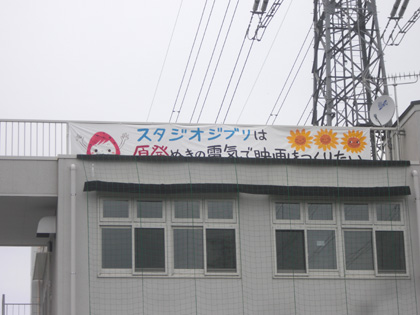 スタジオジブリは
原発ぬきの電気で映画をつくりたい